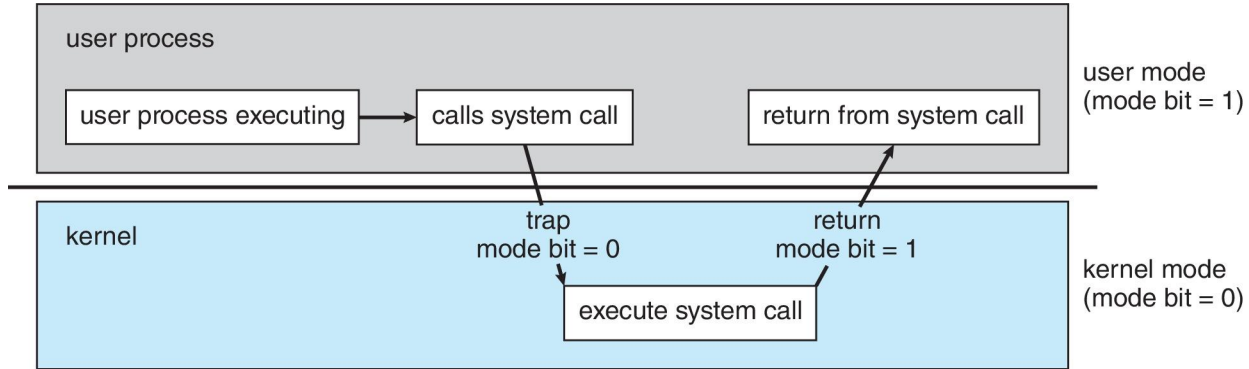 user process
user process executing
calls system call
return from system call
user mode
(mode bit = 1)
kernel
trap
mode bit = 0
return
mode bit = 1
execute system call
kernel mode
(mode bit = 0)